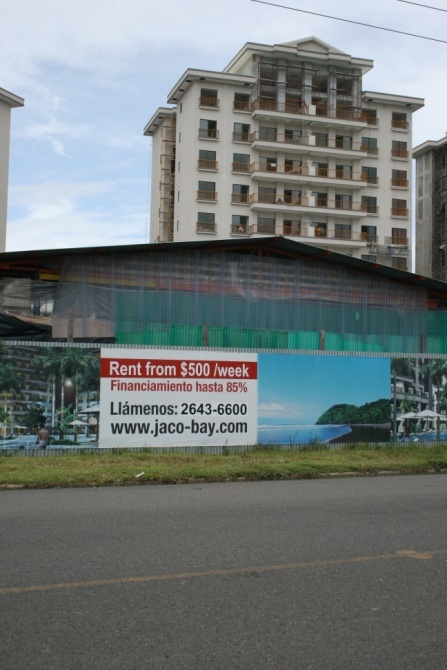 Rent from $500 /week
Financiamiento hasta 85%
Llámenos: 2643-6600
www.jaco-bay.com